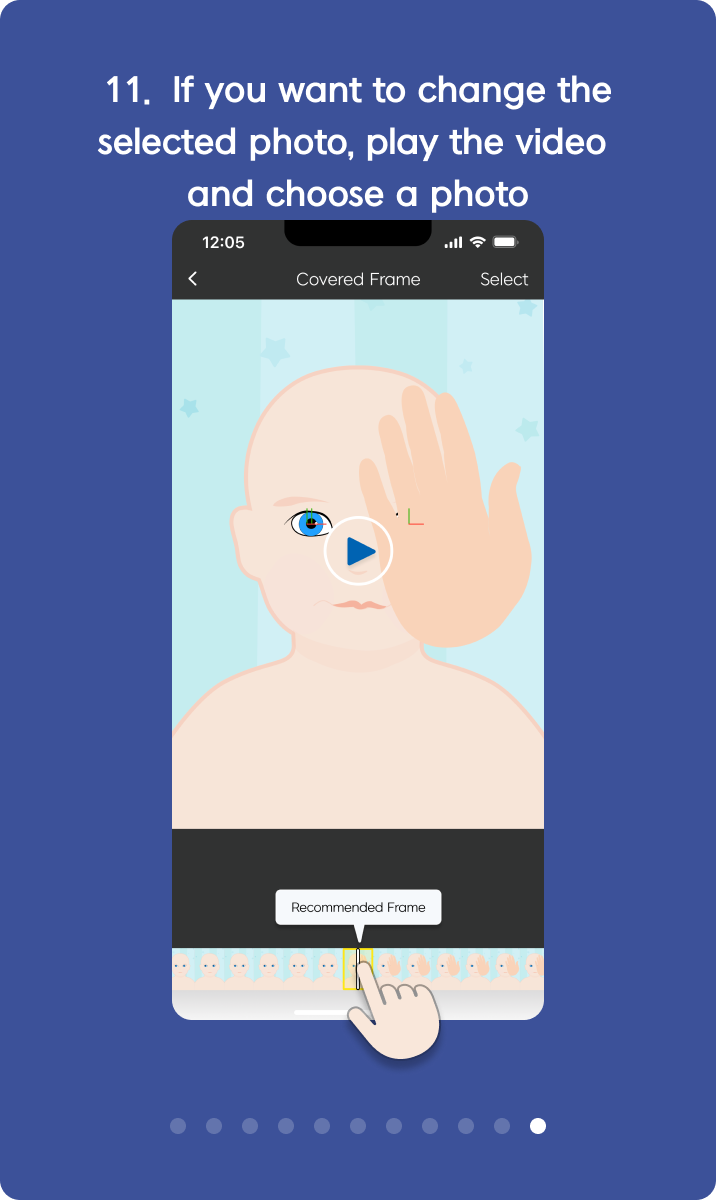 11. If you want to change the
selected photo, play the video
and choose a photo
12:05
Covered Frame
Select
Recommended Frame